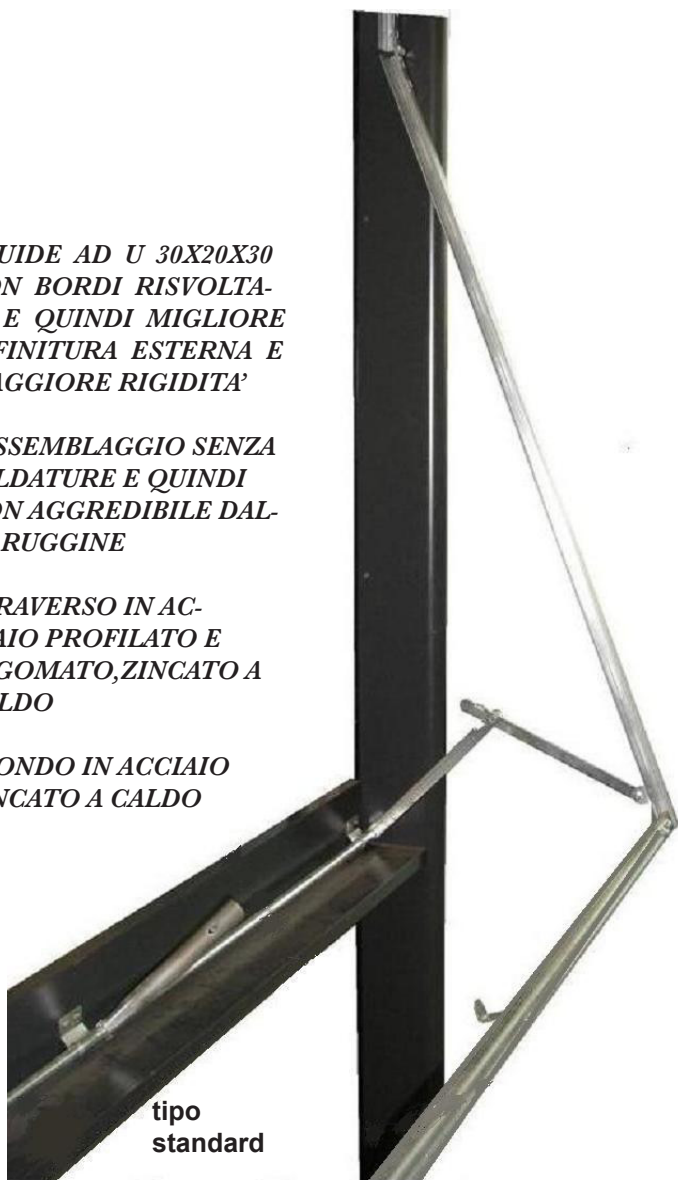 UIDE AD U 30X20X30
ON BORDI RISVOLTA-
E QUINDI MIGLIORE
FINITURA ESTERNA E
AGGIORE RIGIDITA’
SSEMBLAGGIO SENZA
LDATURE E QUINDI
ON AGGREDIBILE DAL-
RUGGINE
RAVERSO IN AC-
AIO PROFILATO E
GOMATO,ZINCATO A
LDO
ONDO IN ACCIAIO
NCATO A CALDO
tipo
standard